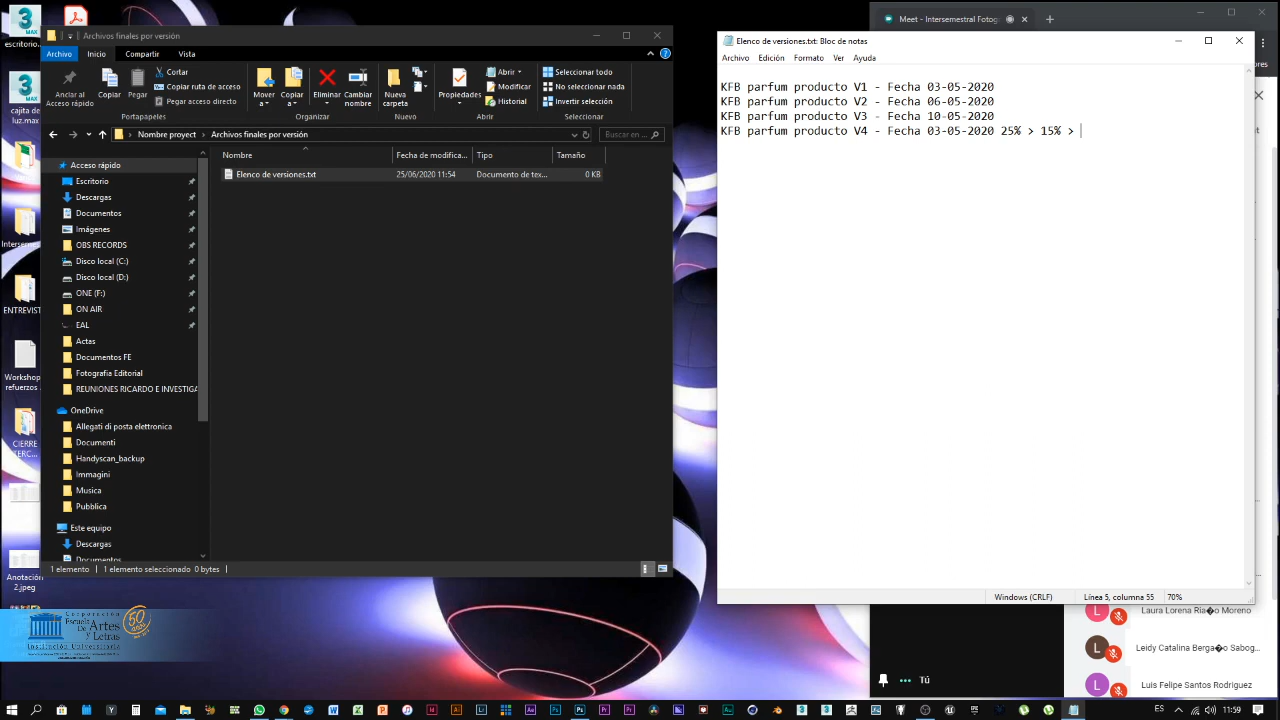 escritorio...
cajita de
luz.max
Interseme
ENTREVIST
Workshop
refuerzos ...
CIERRE
TERC...
Anotación
2.jpeg
Archivos finales por versión
Archivo
Inicio
Compartir
Vista
Anclar al
Acceso rápido
Copiar
Pegar
Cortar
Copiar ruta de acceso
Pegar acceso directo
Portapapeles
Mover
a
Copiar
a
Eliminar
Cambiar
nombre
Organizar
Nueva
carpeta
Nuevo
Propiedades
Abrir
Modificar
Historial
Abrir
Seleccionar todo
No seleccionar ninguno
Invertir selección
Seleccionar
Nombre proyect > Archivos finales por versión
Buscar e...
Nombre
Fecha de modifica...
Tipo
Tamaño
Elenco de versiones.txt
25/06/2020 11:54
Documento de tex...
0 KB
Acceso rápido
Escritorio
Descargas
Documentos
Imágenes
OBS RECORDS
Disco local (C:)
Disco local (D:)
ONE (F:)
ON AIR
EAL
Actas
Documentos FE
Fotografia Editorial
REUNIONES RICARDO E INVESTIGA
OneDrive
Allegati di posta elettronica
Documenti
Handyscan_backup
Immagini
Musica
Pubblica
Este equipo
Descargas
Documentos
1 elemento
1 elemento seleccionado 0 bytes
Corporación
Escuela de
Artes
y Letras
Institución Universitaria
50
Elenco de versiones.txt: Bloc de notas
Archivo Edición Formato Ver Ayuda
KFB parfum producto V1 - Fecha 03-05-2020
KFB parfum producto V2 - Fecha 06-05-2020
KFB parfum producto V3 - Fecha 10-05-2020
KFB parfum producto V4 - Fecha 03-05-2020 25% > 15% >
Windows (CRLF)
Línea 5, columna 55
70%
Meet - Intersemestral Fotog
Tú
Laura Lorena Ria�o Moreno
Leidy Catalina Berga�o Sabog...
Luis Felipe Santos Rodriguez
ES
11:59